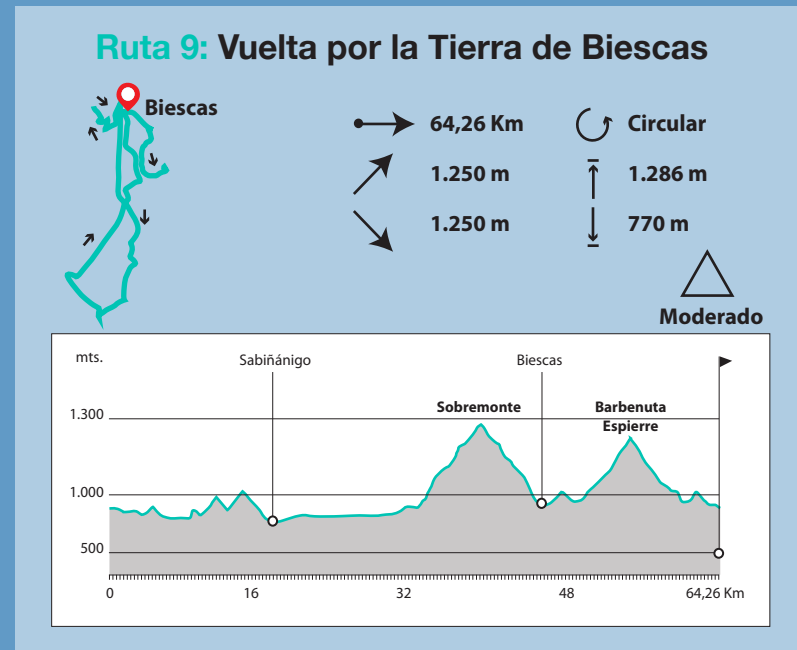 Ruta 9: Vuelta por la Tierra de Biescas
Biescas
64,26 Km
Circular
1.250 m
1.286 m
1.250 m
770 m
Moderado
mts.
Sabiñánigo
Biescas
1.300
Sobremonte
Barbenuta
Espierre
1.000
500
0
16
32
48
64,26 Km